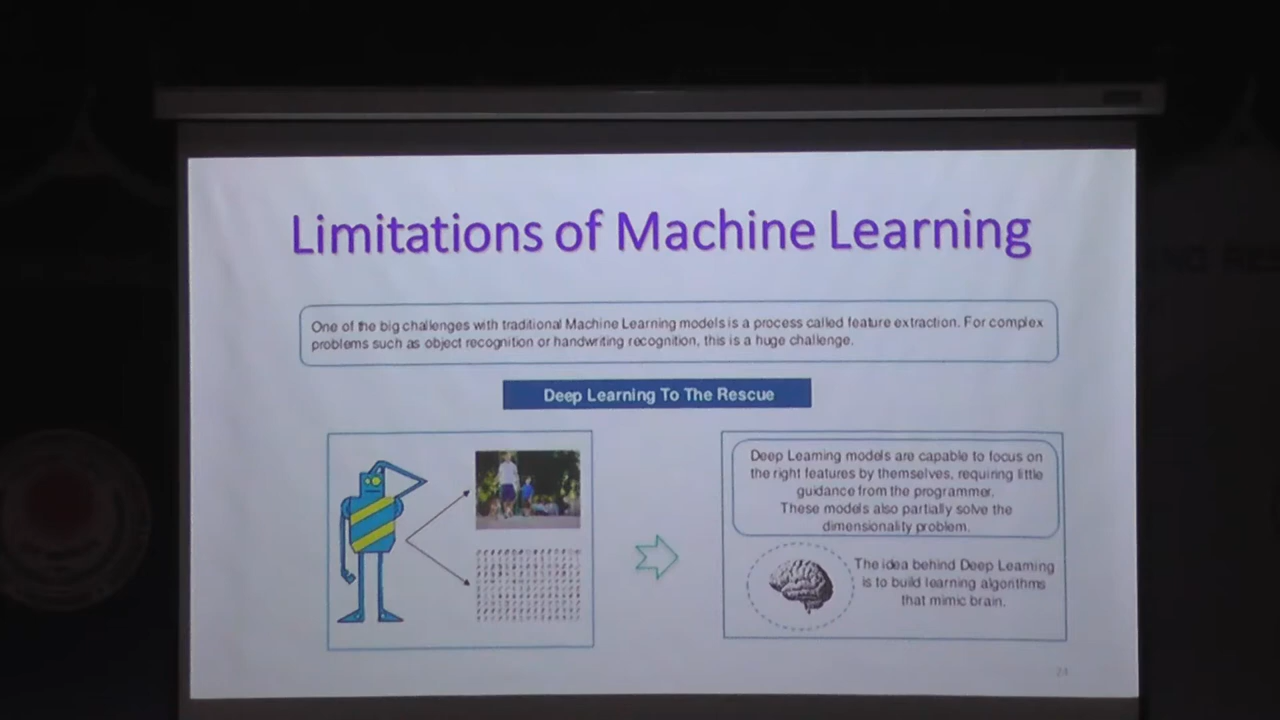 Limitations of Machine Learning
One of the big challenges with traditional Machine Learning models is a process called feature extraction. For complex
problems such as object recognition or handwriting recognition, this is a huge challenge.
Deep Learning To The Rescue
Deep Learning models are capable to focus on
the right features by themselves, requiring little
guidance from the programmer.
These models also partially solve the
dimensionality problem.
The idea behind Deep Learning
is to build learning algorithms
that mimic brain.
24